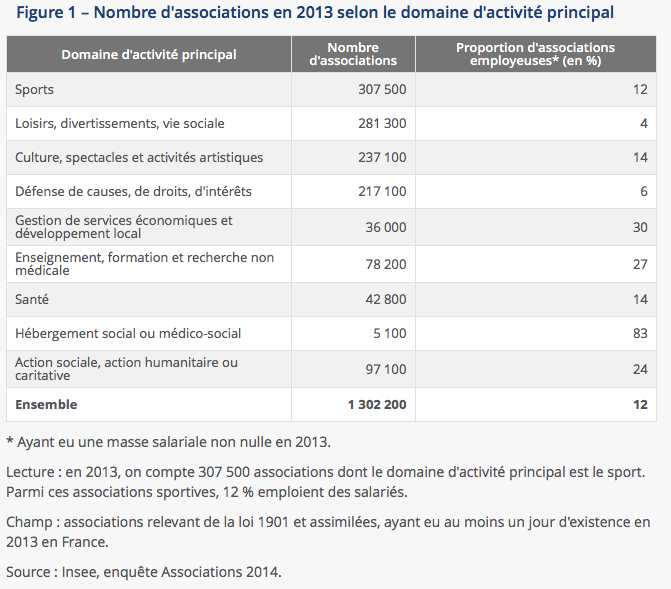 Figure 1 – Nombre d'associations en 2013 selon le domaine d'activité principal
Domaine d'activité principal Nombre d'associations Proportion d'associations employeuses* (en %)
Sports 307 500 12
Loisirs, divertissements, vie sociale 281 300 4
Culture, spectacles et activités artistiques 237 100 14
Défense de causes, de droits, d'intérêts 217 100 6
Gestion de services économiques et développement local 36 000 30
Enseignement, formation et recherche non médicale 78 200 27
Santé 42 800 14
Hébergement social ou médico-social 5 100 83
Action sociale, action humanitaire ou caritative 97 100 24
Ensemble 1 302 200 12
* Ayant eu une masse salariale non nulle en 2013.
Lecture : en 2013, on compte 307 500 associations dont le domaine d'activité principal est le sport.
Parmi ces associations sportives, 12 % emploient des salariés.
Champ : associations relevant de la loi 1901 et assimilées, ayant eu au moins un jour d'existence en
2013 en France.
Source : Insee, enquête Associations 2014.